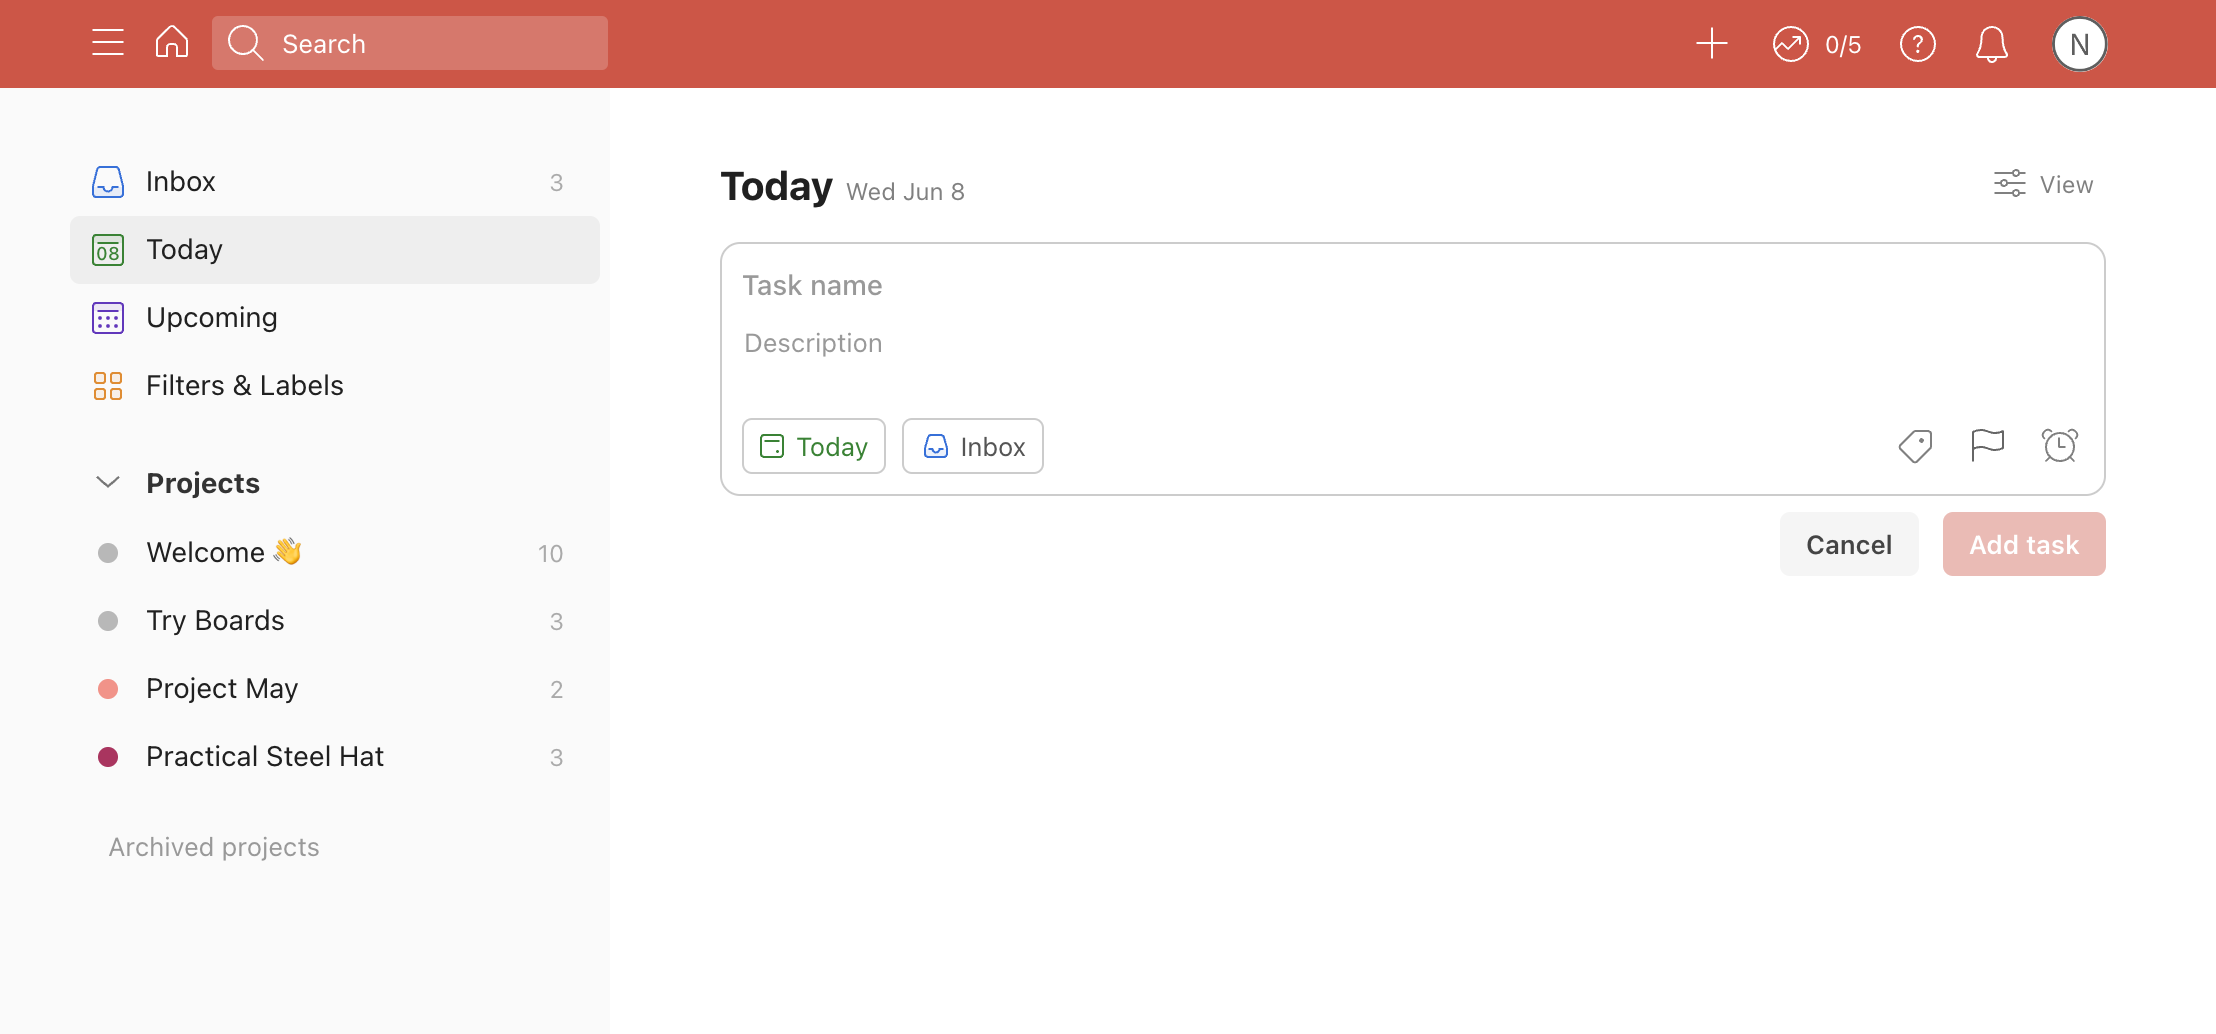 Search
0/5
?
N
Inbox 3
08 Today
Upcoming
Filters & Labels
Projects
Welcome 👋 10
Try Boards 3
Project May 2
Practical Steel Hat 3
Archived projects
Today Wed Jun 8
View
Task name
Description
Today
Inbox
Cancel
Add task